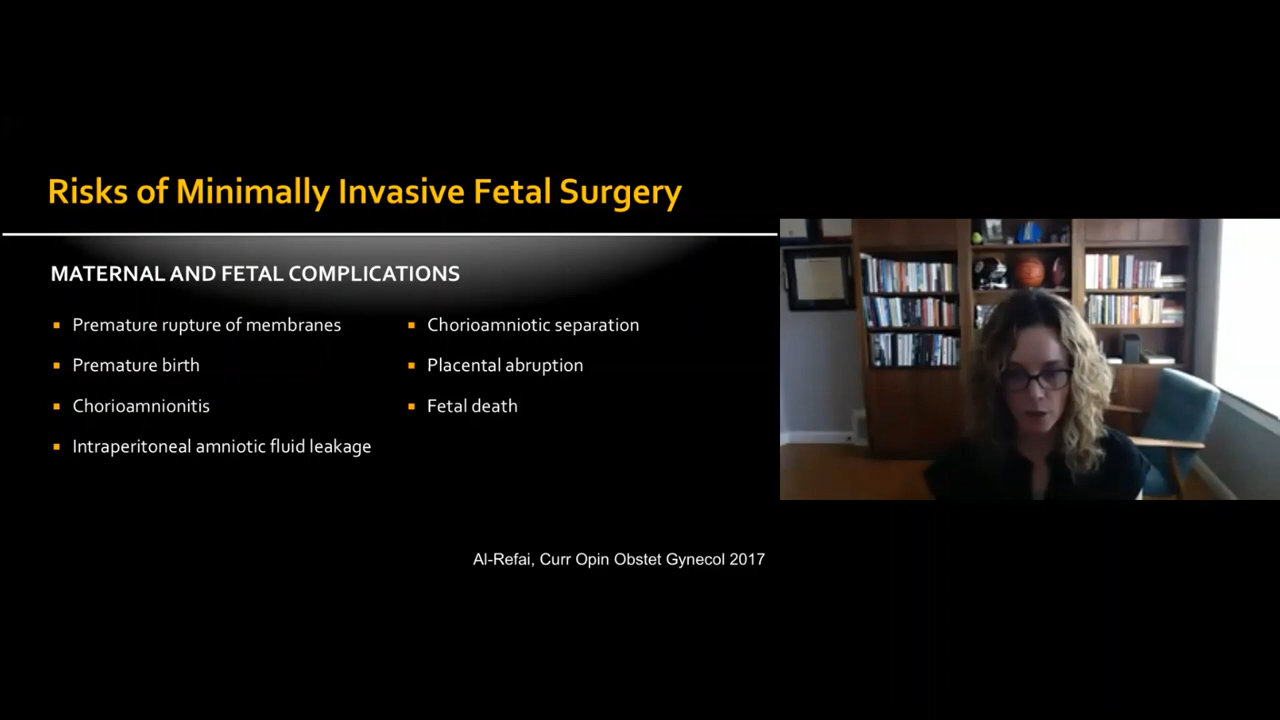 Risks of Minimally Invasive Fetal Surgery
MATERNAL AND FETAL COMPLICATIONS
Premature rupture of membranes
Premature birth
Chorioamnionitis
Intraperitoneal amniotic fluid leakage
Chorioamniotic separation
Placental abruption
Fetal death
Al-Refai, Curr Opin Obstet Gynecol 2017